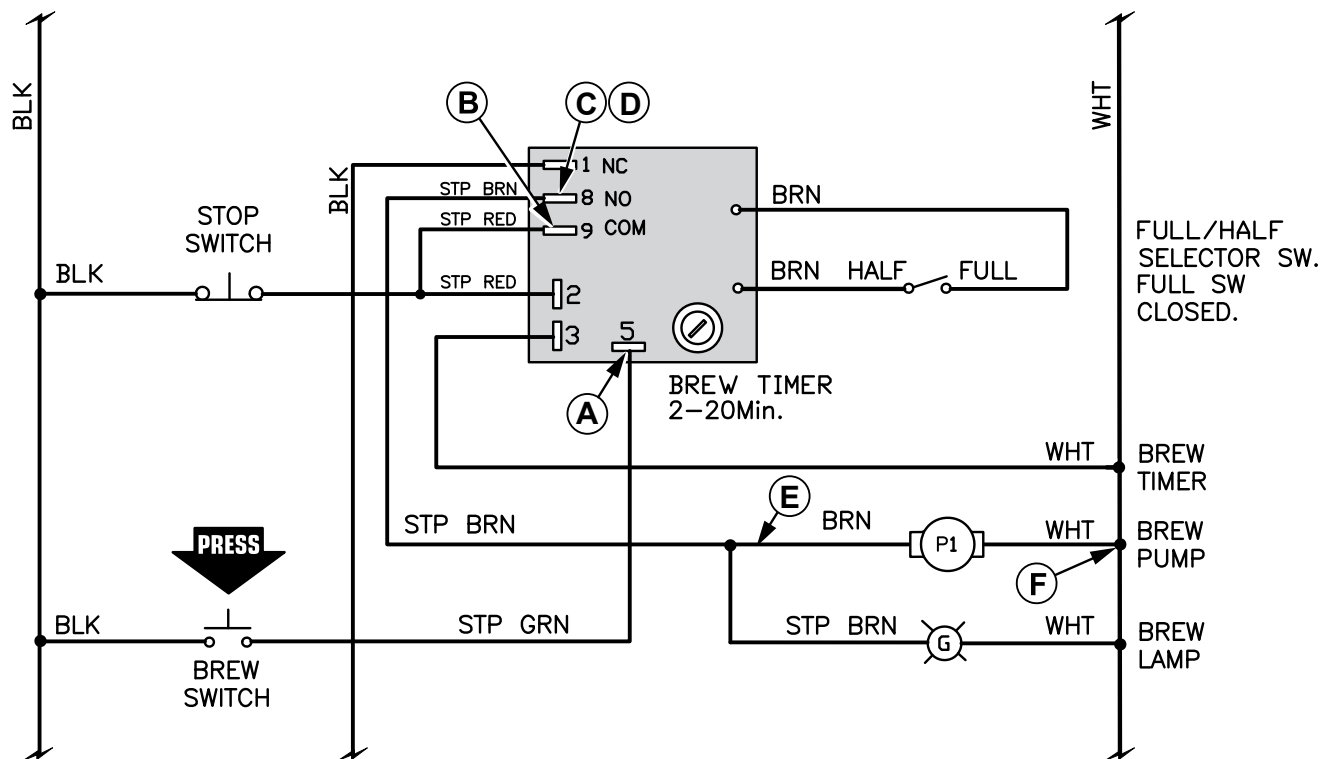 BLK
WHT
B
C D
1 NC
BLK
STP BRN
8 NO
STP RED
9 COM
BRN
STOP
SWITCH
FULL/HALF
SELECTOR SW.
FULL SW
CLOSED.
BLK
STP RED
2
BRN HALF FULL
3
5
A
BREW TIMER
2-20Min.
WHT
BREW
TIMER
E
STP BRN
BRN
P1
WHT
BREW
PUMP
F
PRESS
BLK
STP GRN
STP BRN
G
WHT
BREW
LAMP
BREW
SWITCH